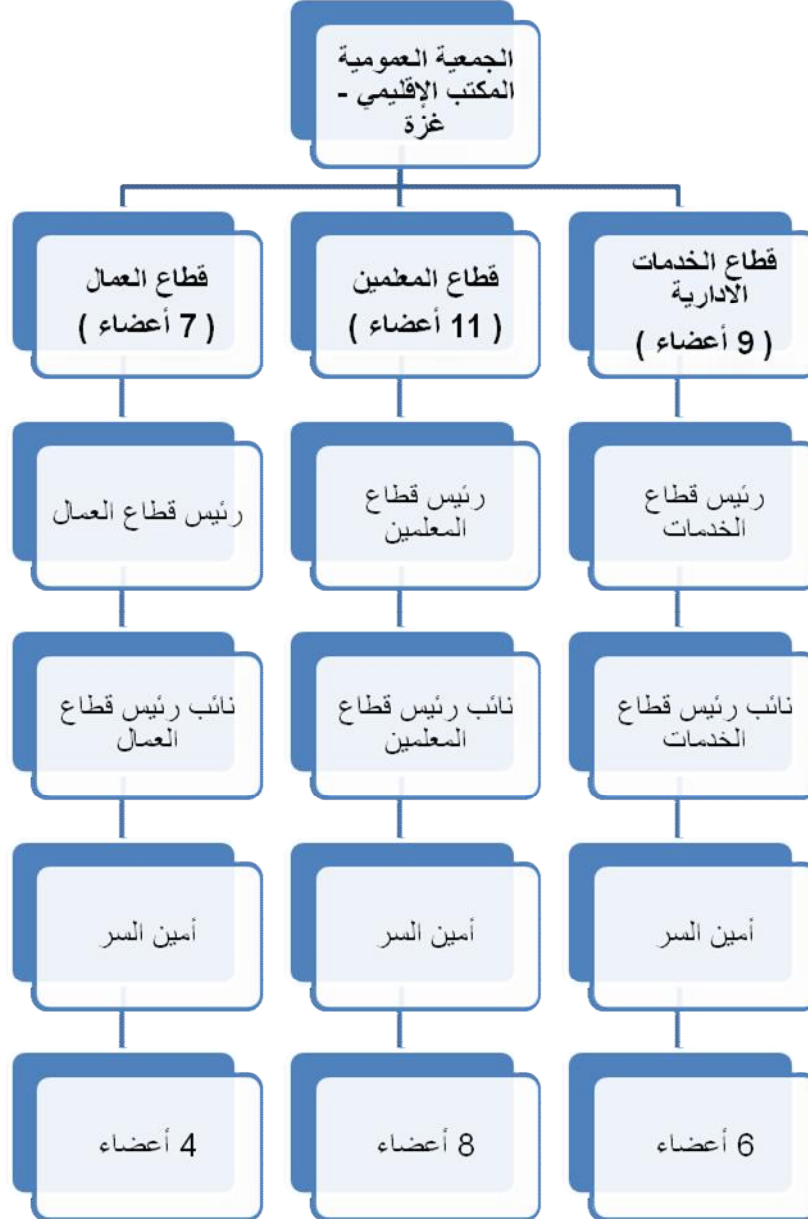 الجمعية العمومية
المكتب الإقليمي -
غزة
قطاع الخدمات
الادارية
( 9 أعضاء )
قطاع المعلمين
( 11 أعضاء )
قطاع العمال
( 7 أعضاء )
رئيس قطاع
الخدمات
رئيس قطاع
المعلمين
رئيس قطاع العمال
نائب رئيس قطاع
الخدمات
نائب رئيس قطاع
المعلمين
نائب رئيس قطاع
العمال
أمين السر
أمين السر
أمين السر
6 أعضاء
8 أعضاء
4 أعضاء